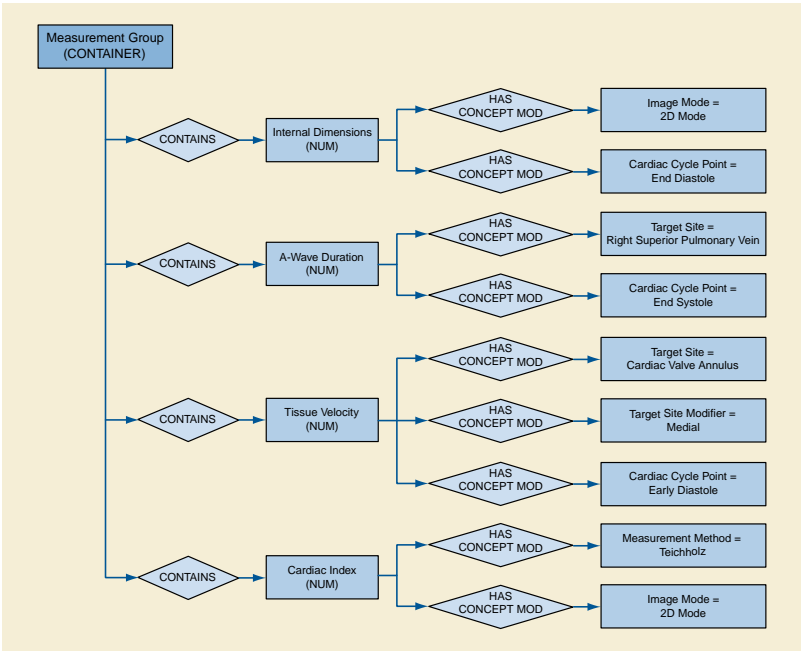 Measurement Group
(CONTAINER)
CONTAINS
Internal Dimensions
(NUM)
HAS
CONCEPT MOD
Image Mode =
2D Mode
HAS
CONCEPT MOD
Cardiac Cycle Point =
End Diastole
CONTAINS
A-Wave Duration
(NUM)
HAS
CONCEPT MOD
Target Site =
Right Superior Pulmonary Vein
HAS
CONCEPT MOD
Cardiac Cycle Point =
End Systole
CONTAINS
Tissue Velocity
(NUM)
HAS
CONCEPT MOD
Target Site =
Cardiac Valve Annulus
HAS
CONCEPT MOD
Target Site Modifier =
Medial
HAS
CONCEPT MOD
Cardiac Cycle Point =
Early Diastole
CONTAINS
Cardiac Index
(NUM)
HAS
CONCEPT MOD
Measurement Method =
Teichholz
HAS
CONCEPT MOD
Image Mode =
2D Mode